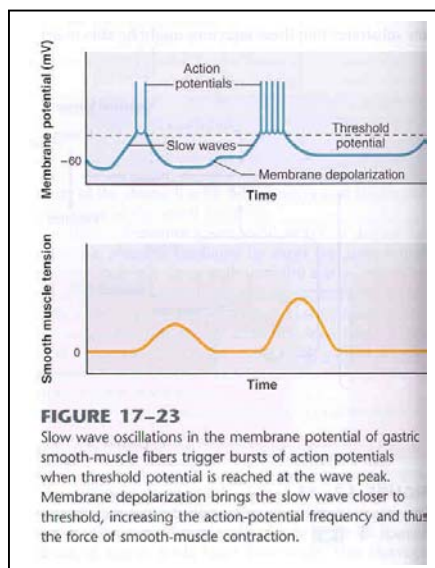 Membrane potential (mV)
Action
potentials
Threshold
potential
Slow waves
–60
Membrane depolarization
Time
Smooth muscle tension
0
Time
FIGURE 17–23
Slow wave oscillations in the membrane potential of gastric
smooth-muscle fibers trigger bursts of action potentials
when threshold potential is reached at the wave peak.
Membrane depolarization brings the slow wave closer to
threshold, increasing the action-potential frequency and thus
the force of smooth-muscle contraction.